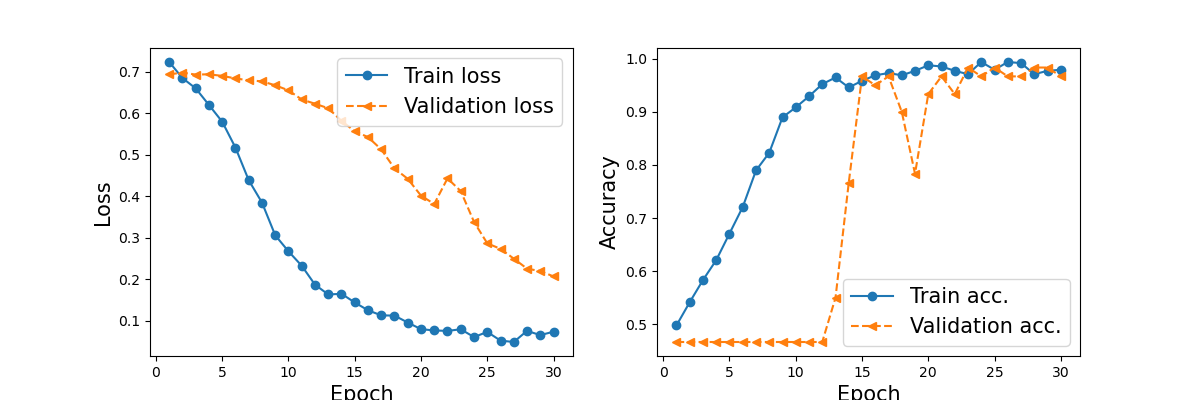 Train loss
Validation loss
0.7
0.6
0.5
0.4
0.3
0.2
0.1
Loss
0 5 10 15 20 25 30
Epoch
1.0
0.9
0.8
0.7
0.6
0.5
Accuracy
Train acc.
Validation acc.
0 5 10 15 20 25 30
Epoch